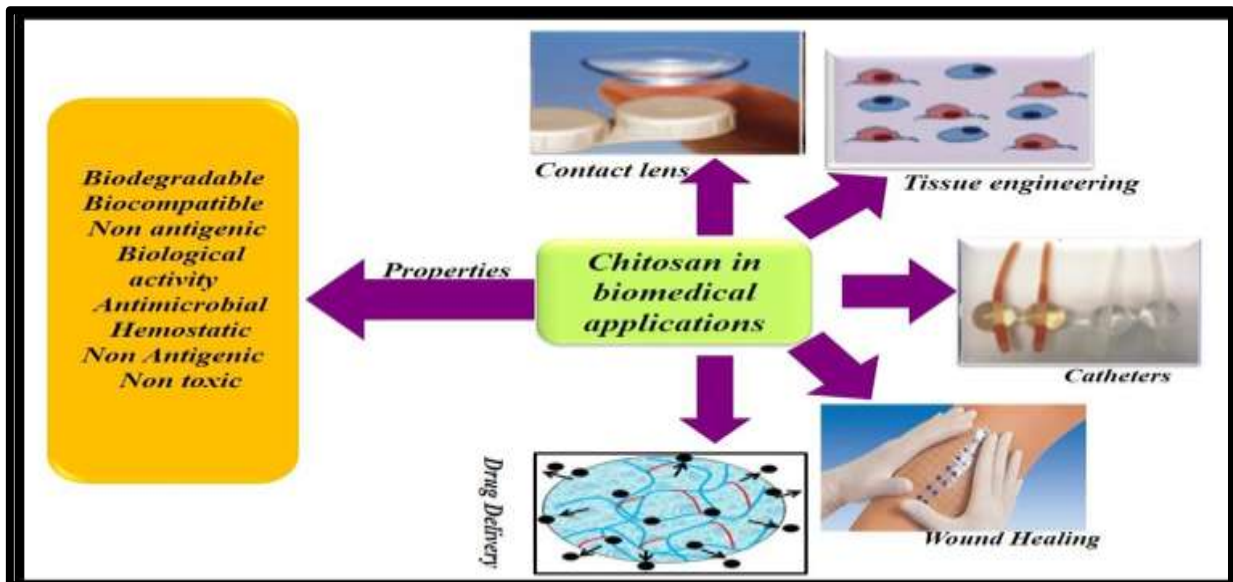 Biodegradable
Biocompatible
Non antigenic
Biological
activity
Antimicrobial
Hemostatic
Non Antigenic
Non toxic
Properties
Chitosan in
biomedical
applications
Contact lens
Tissue engineering
Catheters
Wound Healing
Drug Delivery